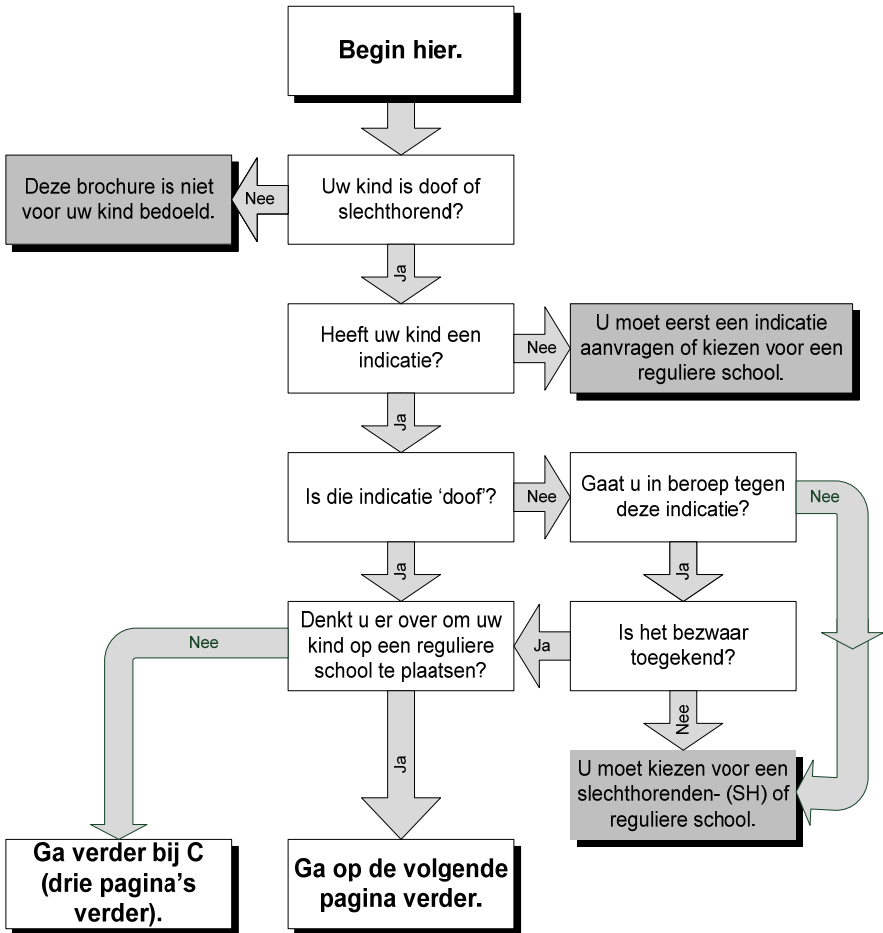 Begin hier.
Deze brochure is niet
voor uw kind bedoeld.
Nee
Uw kind is doof of
slechthorend?
Ja
Heeft uw kind een
indicatie?
Nee
U moet eerst een indicatie
aanvragen of kiezen voor een
reguliere school.
Ja
Is die indicatie ‘doof’?
Nee
Gaat u in beroep tegen
deze indicatie?
Nee
Ja
Ja
Denkt u er over om uw
kind op een reguliere
school te plaatsen?
Ja
Is het bezwaar
toegekend?
Nee
Nee
Ja
U moet kiezen voor een
slechthorenden- (SH) of
reguliere school.
Ga verder bij C
(drie pagina’s
verder).
Ga op de volgende
pagina verder.